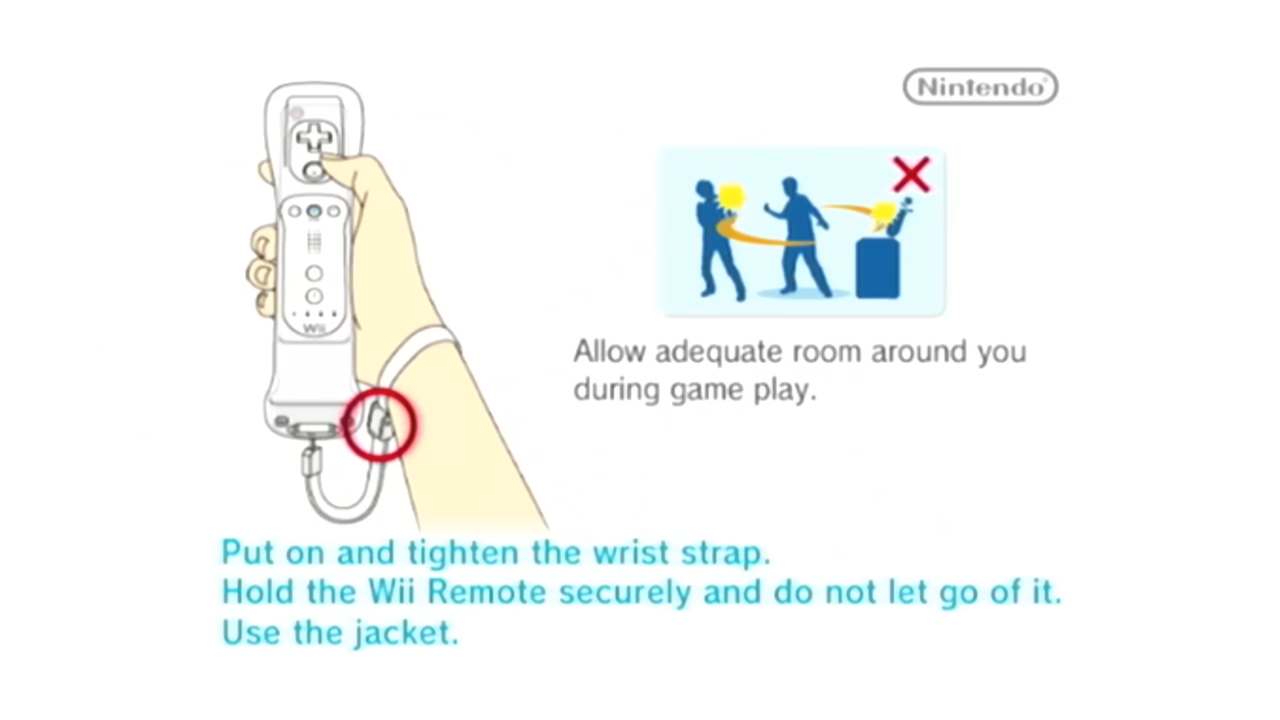 Nintendo
Wii
Allow adequate room around you
during game play.
Put on and tighten the wrist strap.
Hold the Wii Remote securely and do not let go of it.
Use the jacket.